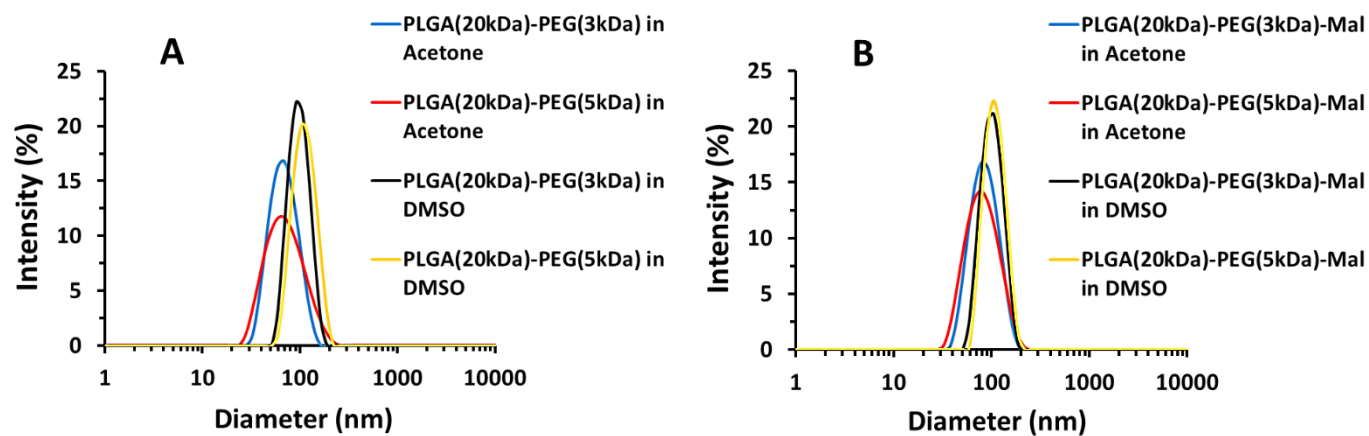 A
PLGA(20kDa)-PEG(3kDa) in
Acetone
PLGA(20kDa)-PEG(5kDa) in
Acetone
PLGA(20kDa)-PEG(3kDa) in
DMSO
PLGA(20kDa)-PEG(5kDa) in
DMSO
Intensity (%)
25
20
15
10
5
0
1 10 100 1000 10000
Diameter (nm)
B
PLGA(20kDa)-PEG(3kDa)-Mal
in Acetone
PLGA(20kDa)-PEG(5kDa)-Mal
in Acetone
PLGA(20kDa)-PEG(3kDa)-Mal
in DMSO
PLGA(20kDa)-PEG(5kDa)-Mal
in DMSO
Intensity (%)
25
20
15
10
5
0
1 10 100 1000 10000
Diameter (nm)